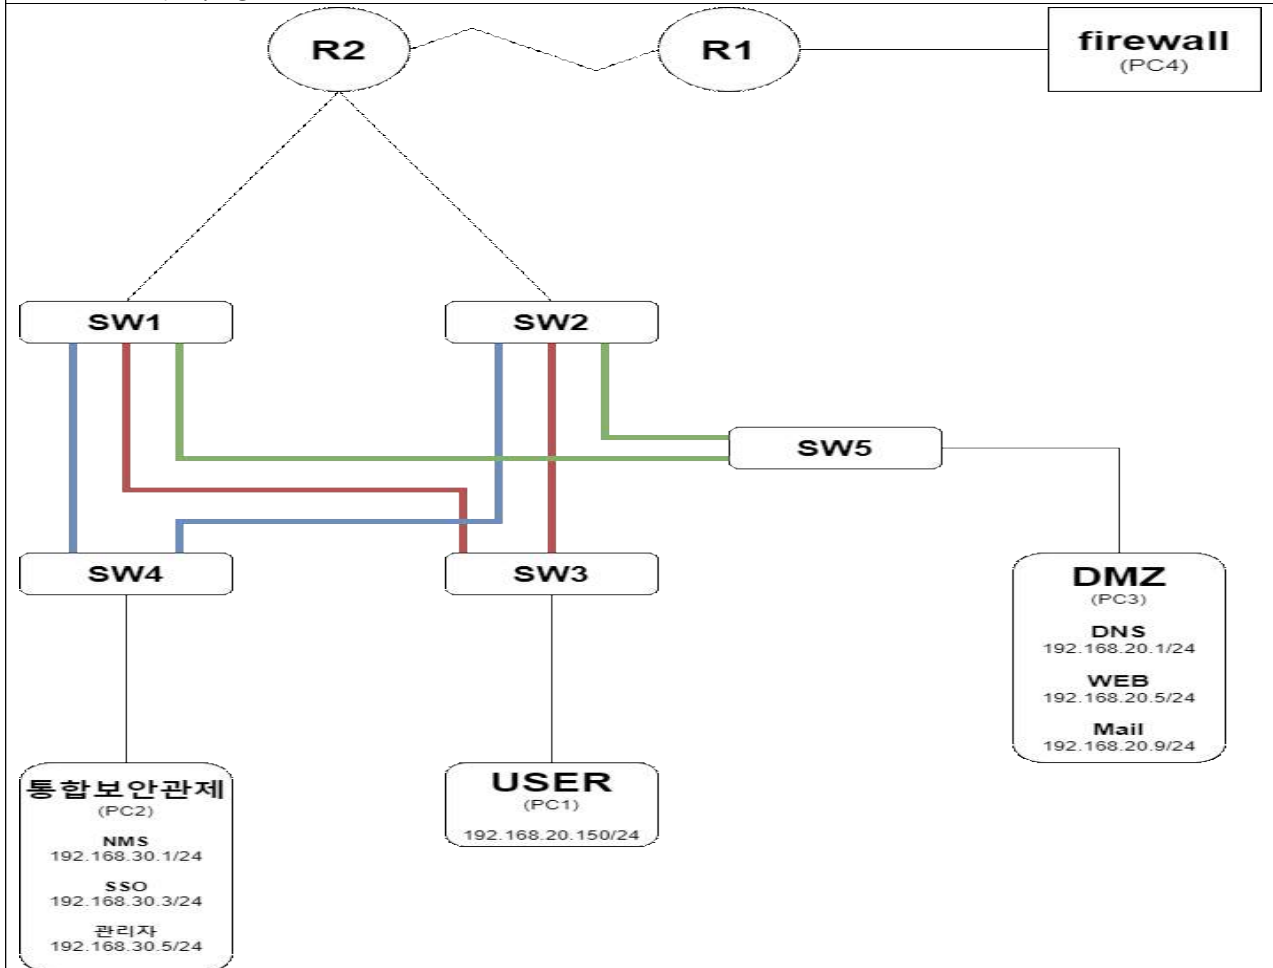 R2
R1
firewall
(PC4)
SW1
SW2
SW5
SW4
SW3
DMZ
(PC3)
DNS
192.168.20.1/24
WEB
192.168.20.5/24
Mail
192.168.20.9/24
통합보안관제
(PC2)
NMS
192.168.30.1/24
SSO
192.168.30.3/24
관리자
192.168.30.5/24
USER
(PC1)
192.168.20.150/24